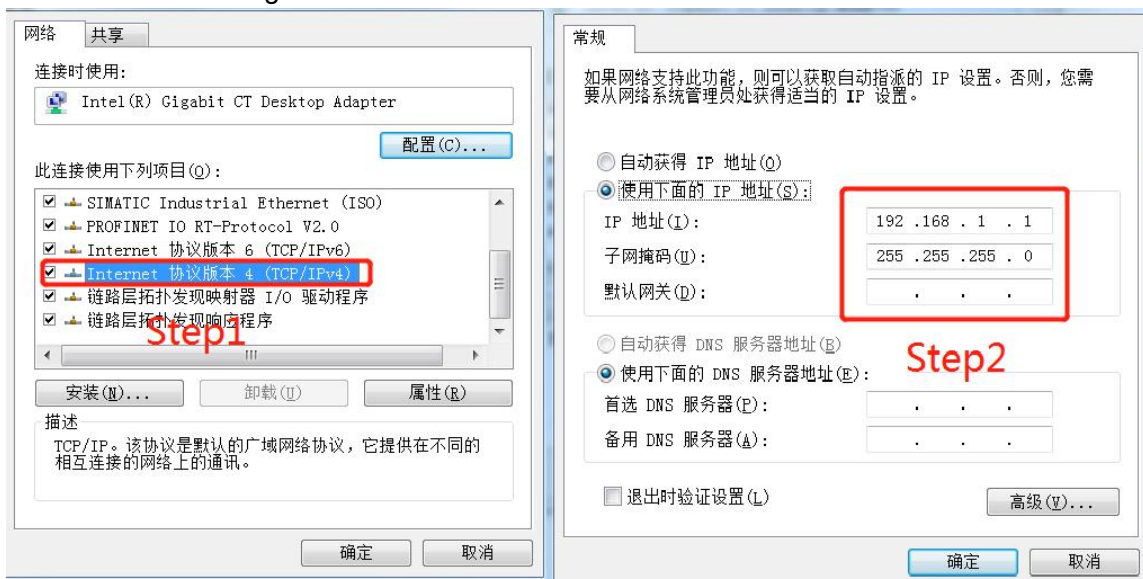 网络 共享
连接时使用:
Intel(R) Gigabit CT Desktop Adapter
配置(C)...
此连接使用下列项目(O):
SIMATIC Industrial Ethernet (ISO)
PROFINET IO RT-Protocol V2.0
Internet 协议版本 6 (TCP/IPv6)
Internet 协议版本 4 (TCP/IPv4)
链路层拓扑发现映射器 I/O 驱动程序
链路层拓扑发现响应程序
Step1
安装(N)... 卸载(U) 属性(R)
描述
TCP/IP。该协议是默认的广域网络协议，它提供在不同的
相互连接的网络上的通讯。
确定 取消
常规
如果网络支持此功能，则可以获取自动指派的 IP 设置。否则，您需
要从网络系统管理员处获得适当的 IP 设置。
自动获得 IP 地址(O)
使用下面的 IP 地址(S):
IP 地址(I): 192 .168 . 1 . 1
子网掩码(U): 255 .255 .255 . 0
默认网关(D): . . .
自动获得 DNS 服务器地址(B)
Step2
使用下面的 DNS 服务器地址(E):
首选 DNS 服务器(P): . . .
备用 DNS 服务器(A): . . .
退出时验证设置(L)
高级(V)...
确定 取消